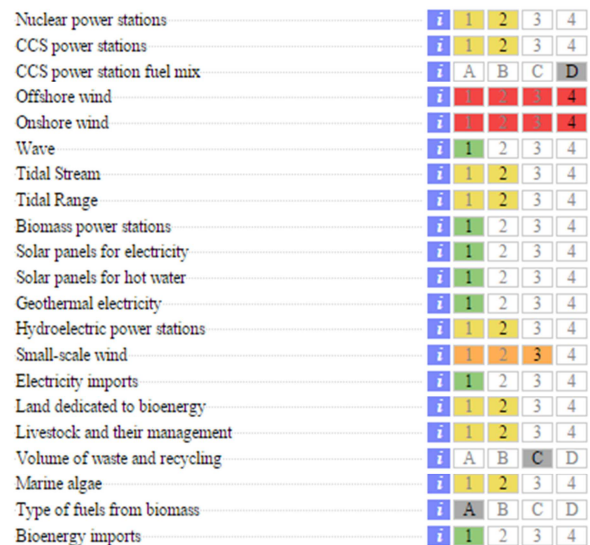 Nuclear power stations i 1 2 3 4
CCS power stations i 1 2 3 4
CCS power station fuel mix i A B C D
Offshore wind i 1 2 3 4
Onshore wind i 1 2 3 4
Wave i 1 2 3 4
Tidal Stream i 1 2 3 4
Tidal Range i 1 2 3 4
Biomass power stations i 1 2 3 4
Solar panels for electricity i 1 2 3 4
Solar panels for hot water i 1 2 3 4
Geothermal electricity i 1 2 3 4
Hydroelectric power stations i 1 2 3 4
Small-scale wind i 1 2 3 4
Electricity imports i 1 2 3 4
Land dedicated to bioenergy i 1 2 3 4
Livestock and their management i 1 2 3 4
Volume of waste and recycling i A B C D
Marine algae i 1 2 3 4
Type of fuels from biomass i A B C D
Bioenergy imports i 1 2 3 4